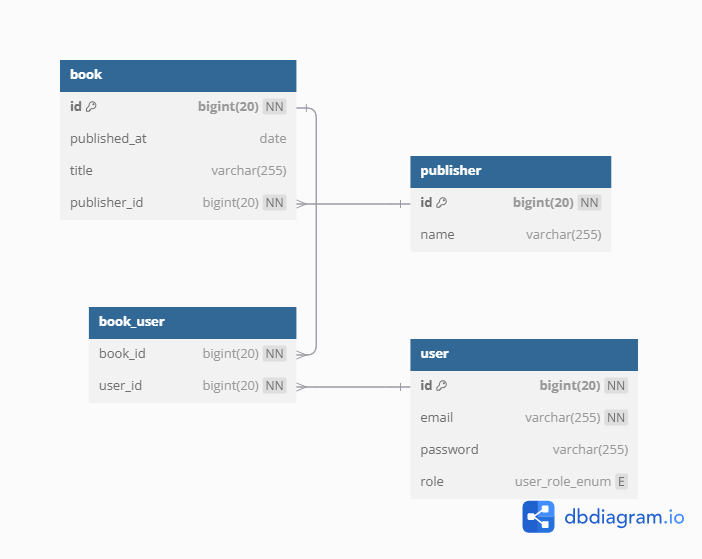 book
id bigint(20) NN
published_at date
title varchar(255)
publisher_id bigint(20) NN
publisher
id bigint(20) NN
name varchar(255)
book_user
book_id bigint(20) NN
user_id bigint(20) NN
user
id bigint(20) NN
email varchar(255) NN
password varchar(255)
role user_role_enum E
dbdiagram.io